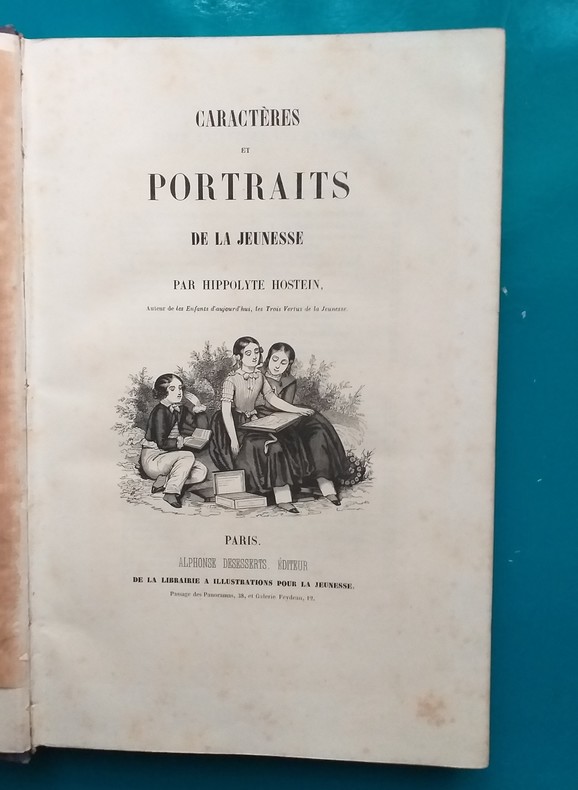 CARACTÈRES
ET
PORTRAITS
DE LA JEUNESSE
PAR HIPPOLYTE HOSTEIN,
Auteur de les Enfants d'aujourd'hui, les Trois Vertus de la Jeunesse.
PARIS.
ALPHONSE DESESSERTS, ÉDITEUR
DE LA LIBRAIRIE A ILLUSTRATIONS POUR LA JEUNESSE,
Passage des Panoramas, 38, et Galerie Feydeau, 12.